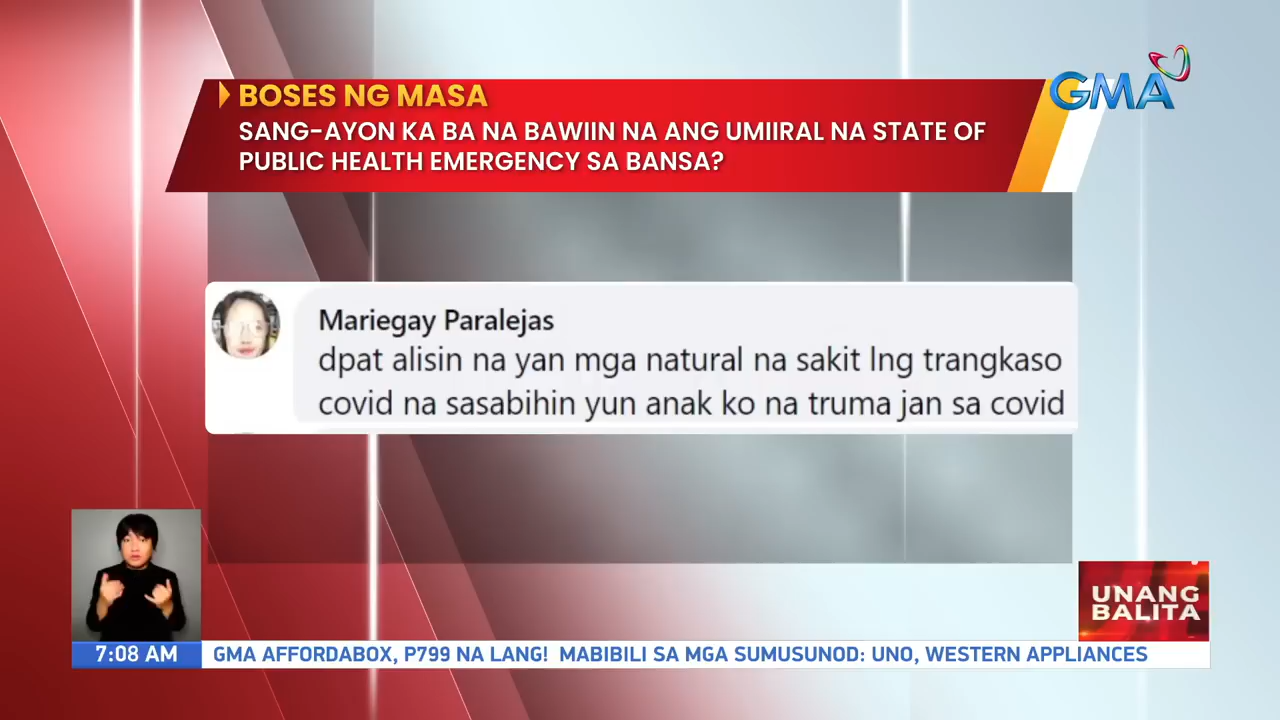 BOSES NG MASA
GMA
SANG-AYON KA BA NA BAWIIN NA ANG UMIIRAL NA STATE OF
PUBLIC HEALTH EMERGENCY SA BANSA?
Mariegay Paralejas
dpat alisin na yan mga natural na sakit lng trangkaso
covid na sasabihin yun anak ko na truma jan sa covid
UNANG
BALITA
7:08 AM
GMA AFFORDABOX, P799 NA LANG! MABIBILI SA MGA SUMUSUNOD: UNO, WESTERN APPLIANCES